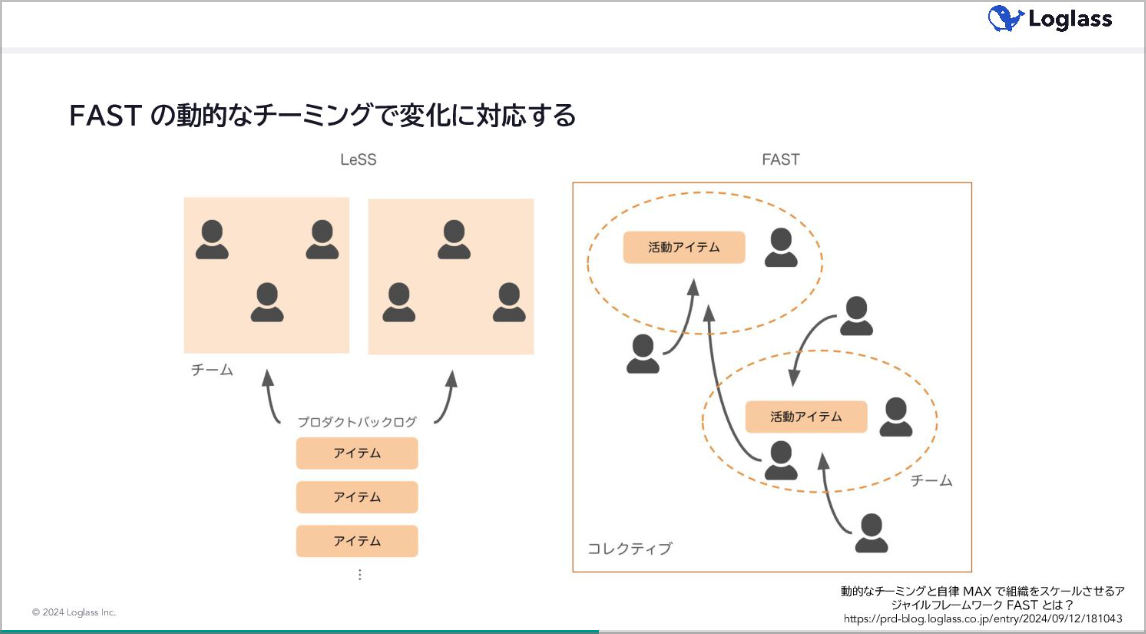 Loglass
FAST の動的なチーミングで変化に対応する
LeSS
チーム
プロダクトバックログ
アイテム
アイテム
アイテム
⋮
FAST
活動アイテム
活動アイテム
チーム
コレクティブ
動的なチーミングと自律 MAX で組織をスケールさせるア
ジャイルフレームワーク FAST とは？
https://prd-blog.loglass.co.jp/entry/2024/09/12/181043
© 2024 Loglass Inc.